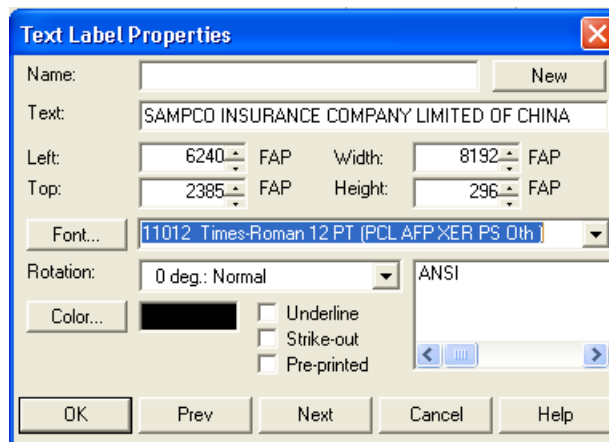 Text Label Properties
Name: New
Text: SAMPCO INSURANCE COMPANY LIMITED OF CHINA
Left: 6240 FAP Width: 8192 FAP
Top: 2385 FAP Height: 296 FAP
Font... 11012 Times-Roman 12 PT (PCL AFP XER PS Oth )
Rotation: 0 deg.: Normal ANSI
Color... Underline
Strike-out
Pre-printed
OK Prev Next Cancel Help